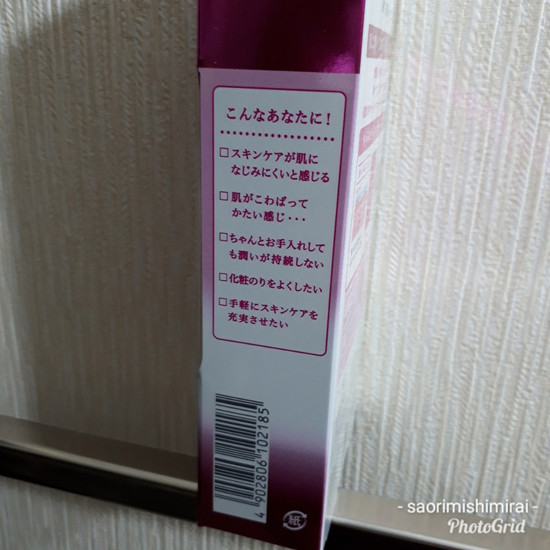 こんなあなたに!
□スキンケアが肌に
なじみにくいと感じる
□肌がこわばって
かたい感じ・・・
□ちゃんとお手入れして
も潤いが持続しない
□化粧のりをよくしたい
□手軽にスキンケアを
充実させたい
4 902806 102185
紙
- saorimishimirai -
PhotoGrid